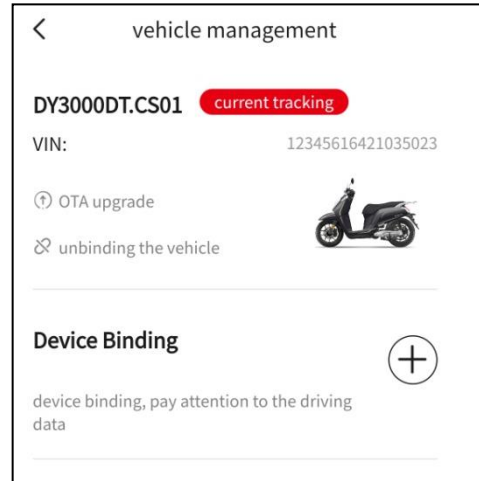 vehicle management
DY3000DT.CS01 current tracking
VIN: 12345616421035023
OTA upgrade
unbinding the vehicle
Device Binding
device binding, pay attention to the driving
data